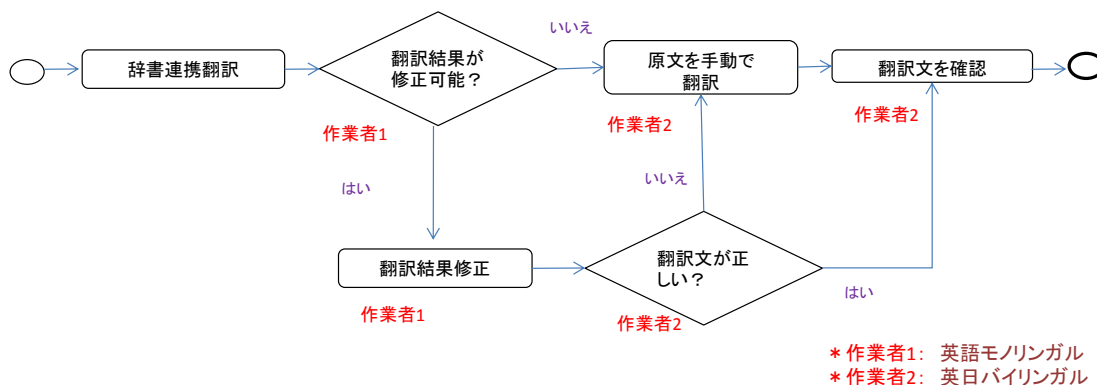 いいえ
辞書連携翻訳
翻訳結果が
修正可能?
原文を手動で
翻訳
翻訳文を確認
作業者1
作業者2
作業者2
はい
いいえ
翻訳結果修正
翻訳文が正
しい?
はい
作業者1
作業者2
*作業者1: 英語モノリンガル
*作業者2: 英日バイリンガル